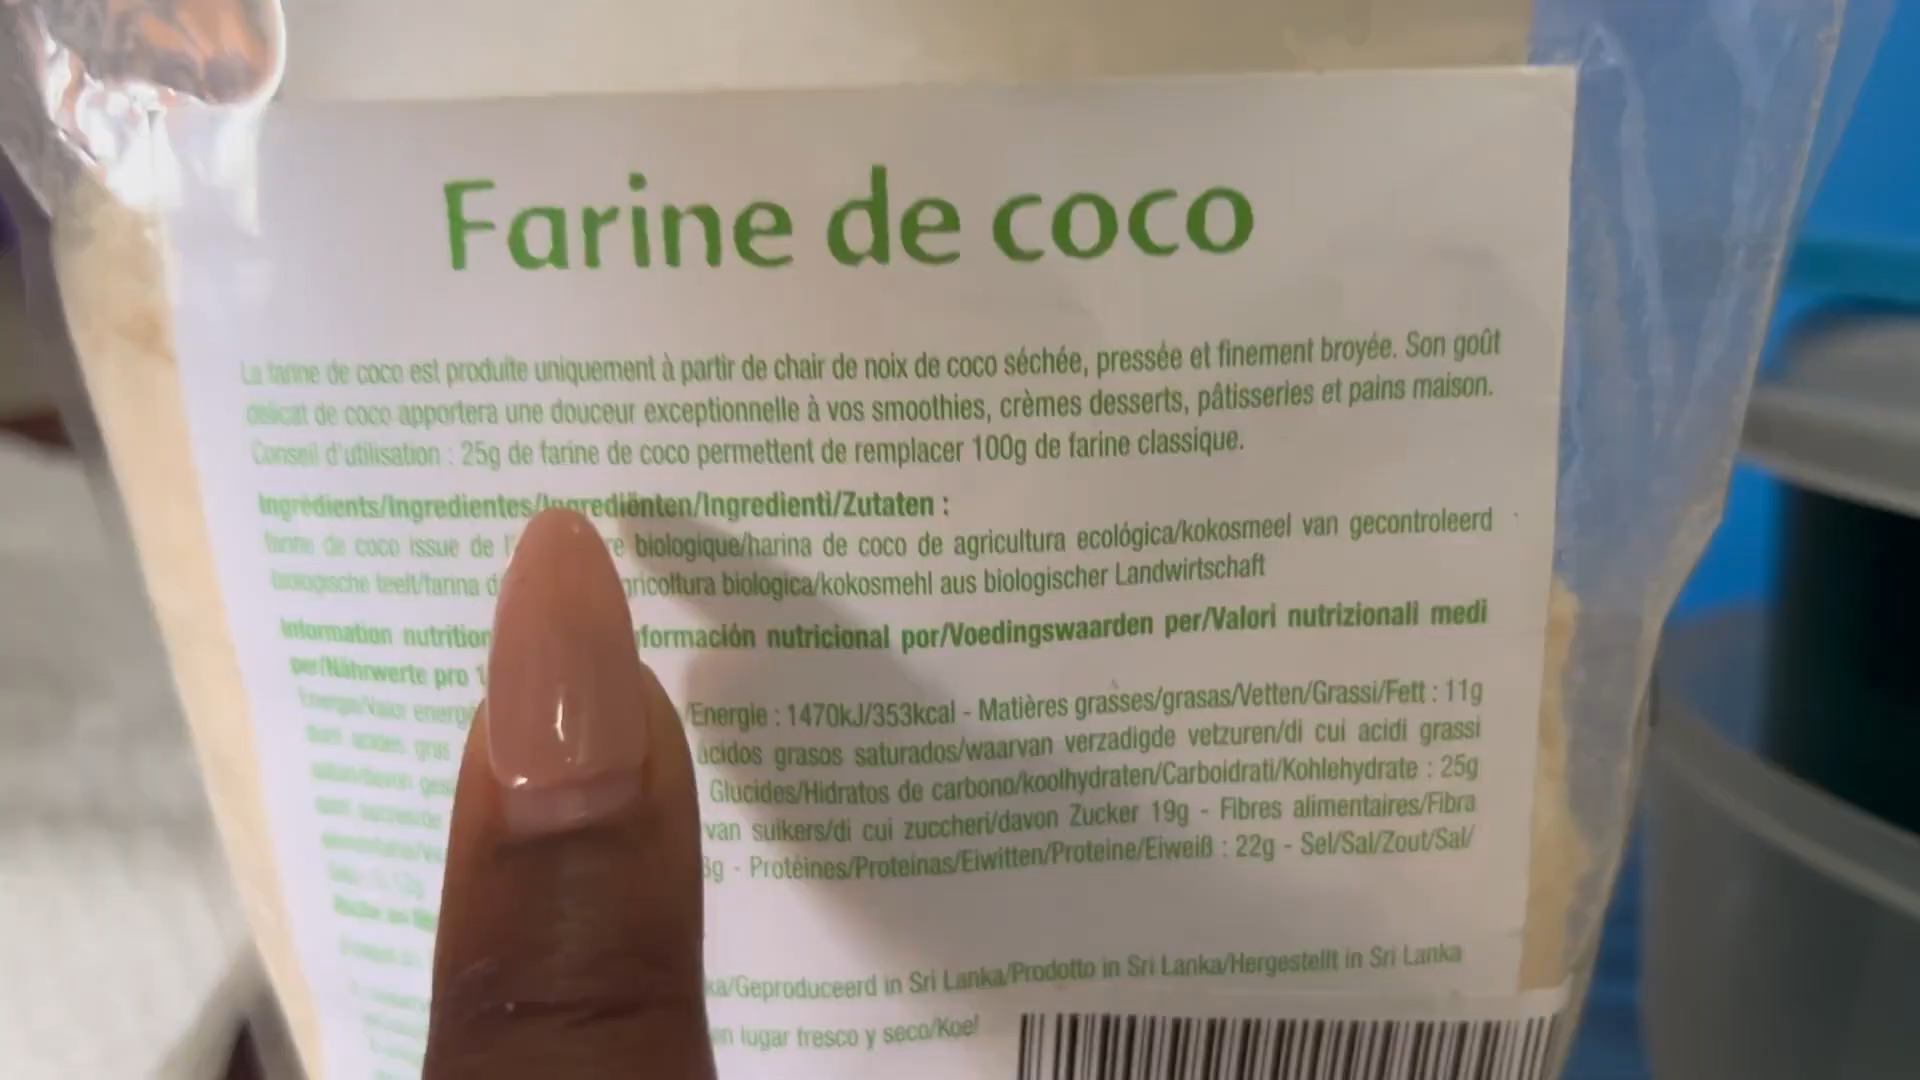 Farine de coco
La farine de coco est produite uniquement à partir de chair de noix de coco séchée, pressée et finement broyée. Son goût
délicat de coco apportera une douceur exceptionnelle à vos smoothies, crèmes desserts, pâtisseries et pains maison.
Conseil d'utilisation : 25g de farine de coco permettent de remplacer 100g de farine classique.
Ingrédients/Ingredientes/Ingrediënten/Ingredienti/Zutaten :
farine de coco issue de biologique/harina de coco de agricultura ecológica/kokosmeel van gecontroleerd
biologische teelt/farina agricoltura biologica/kokosmehl aus biologischer Landwirtschaft
Information nutricional por/Voedingswaarden per/Valori nutrizionali medi
per/Nährwerte pro
/Energie : 1470kJ/353kcal - Matières grasses/grasas/Vetten/Grassi/Fett : 11g
ácidos grasos saturados/waarvan verzadigde vetzuren/di cui acidi grassi
Glucides/Hidratos de carbono/koolhydraten/Carboidrati/Kohlehydrate : 25g
van suikers/di cui zuccheri/davon Zucker 19g - Fibres alimentaires/Fibra
- Protéines/Proteinas/Eiwitten/Proteine/Eiweiß : 22g - Sel/Sal/Zout/Sal/
/Geproduceerd in Sri Lanka/Prodotto in Sri Lanka/Hergestellt in Sri Lanka
en lugar fresco y seco/Koel